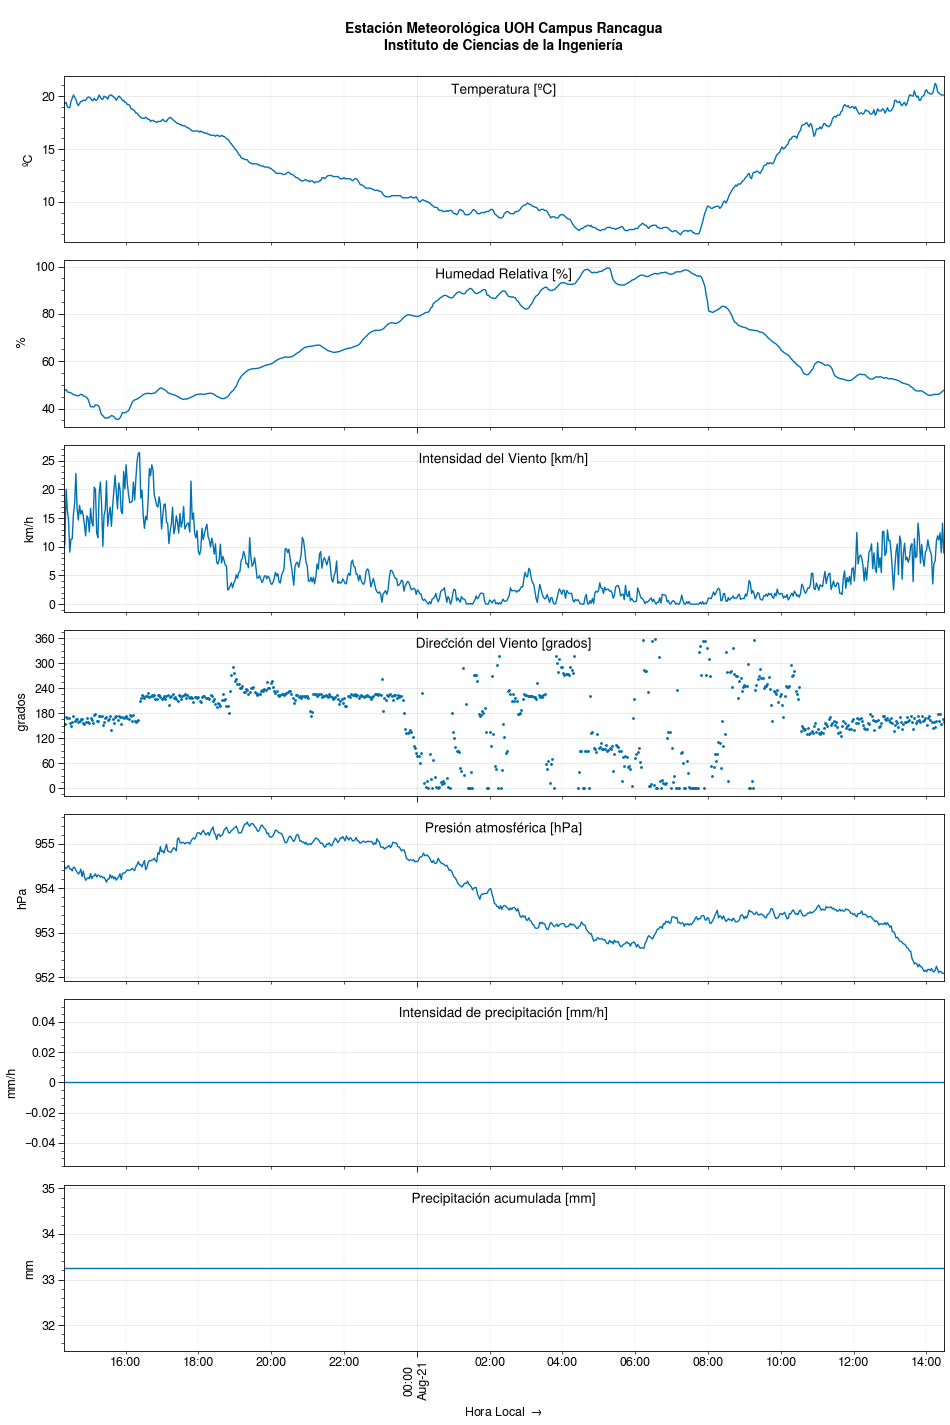 Estación Meteorológica UOH Campus Rancagua
Instituto de Ciencias de la Ingeniería
Temperatura [ºC]
20
15
10
ºC
Humedad Relativa [%]
100
80
60
40
%
Intensidad del Viento [km/h]
25
20
15
10
5
0
km/h
Dirección del Viento [grados]
360
300
240
180
120
60
0
grados
Presión atmosférica [hPa]
955
954
953
952
hPa
Intensidad de precipitación [mm/h]
0.04
0.02
0
−0.02
−0.04
mm/h
Precipitación acumulada [mm]
35
34
33
32
mm
16:00 18:00 20:00 22:00 00:00 02:00 04:00 06:00 08:00 10:00 12:00 14:00
Aug-21
Hora Local →